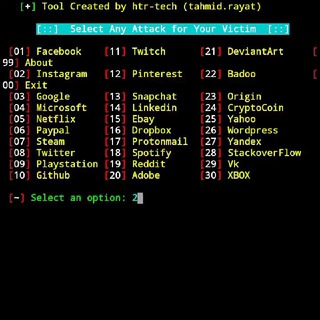 [+] Tool Created by htr-tech (tahmid.rayat)
[::] Select Any Attack for Your Victim [::]
[01] Facebook [11] Twitch [21] DeviantArt [
99] About
[02] Instagram [12] Pinterest [22] Badoo [
00] Exit
[03] Google [13] Snapchat [23] Origin
[04] Microsoft [14] Linkedin [24] CryptoCoin
[05] Netflix [15] Ebay [25] Yahoo
[06] Paypal [16] Dropbox [26] Wordpress
[07] Steam [17] Protonmail [27] Yandex
[08] Twitter [18] Spotify [28] StackoverFlow
[09] Playstation [19] Reddit [29] Vk
[10] Github [20] Adobe [30] XBOX
[~] Select an option: 2